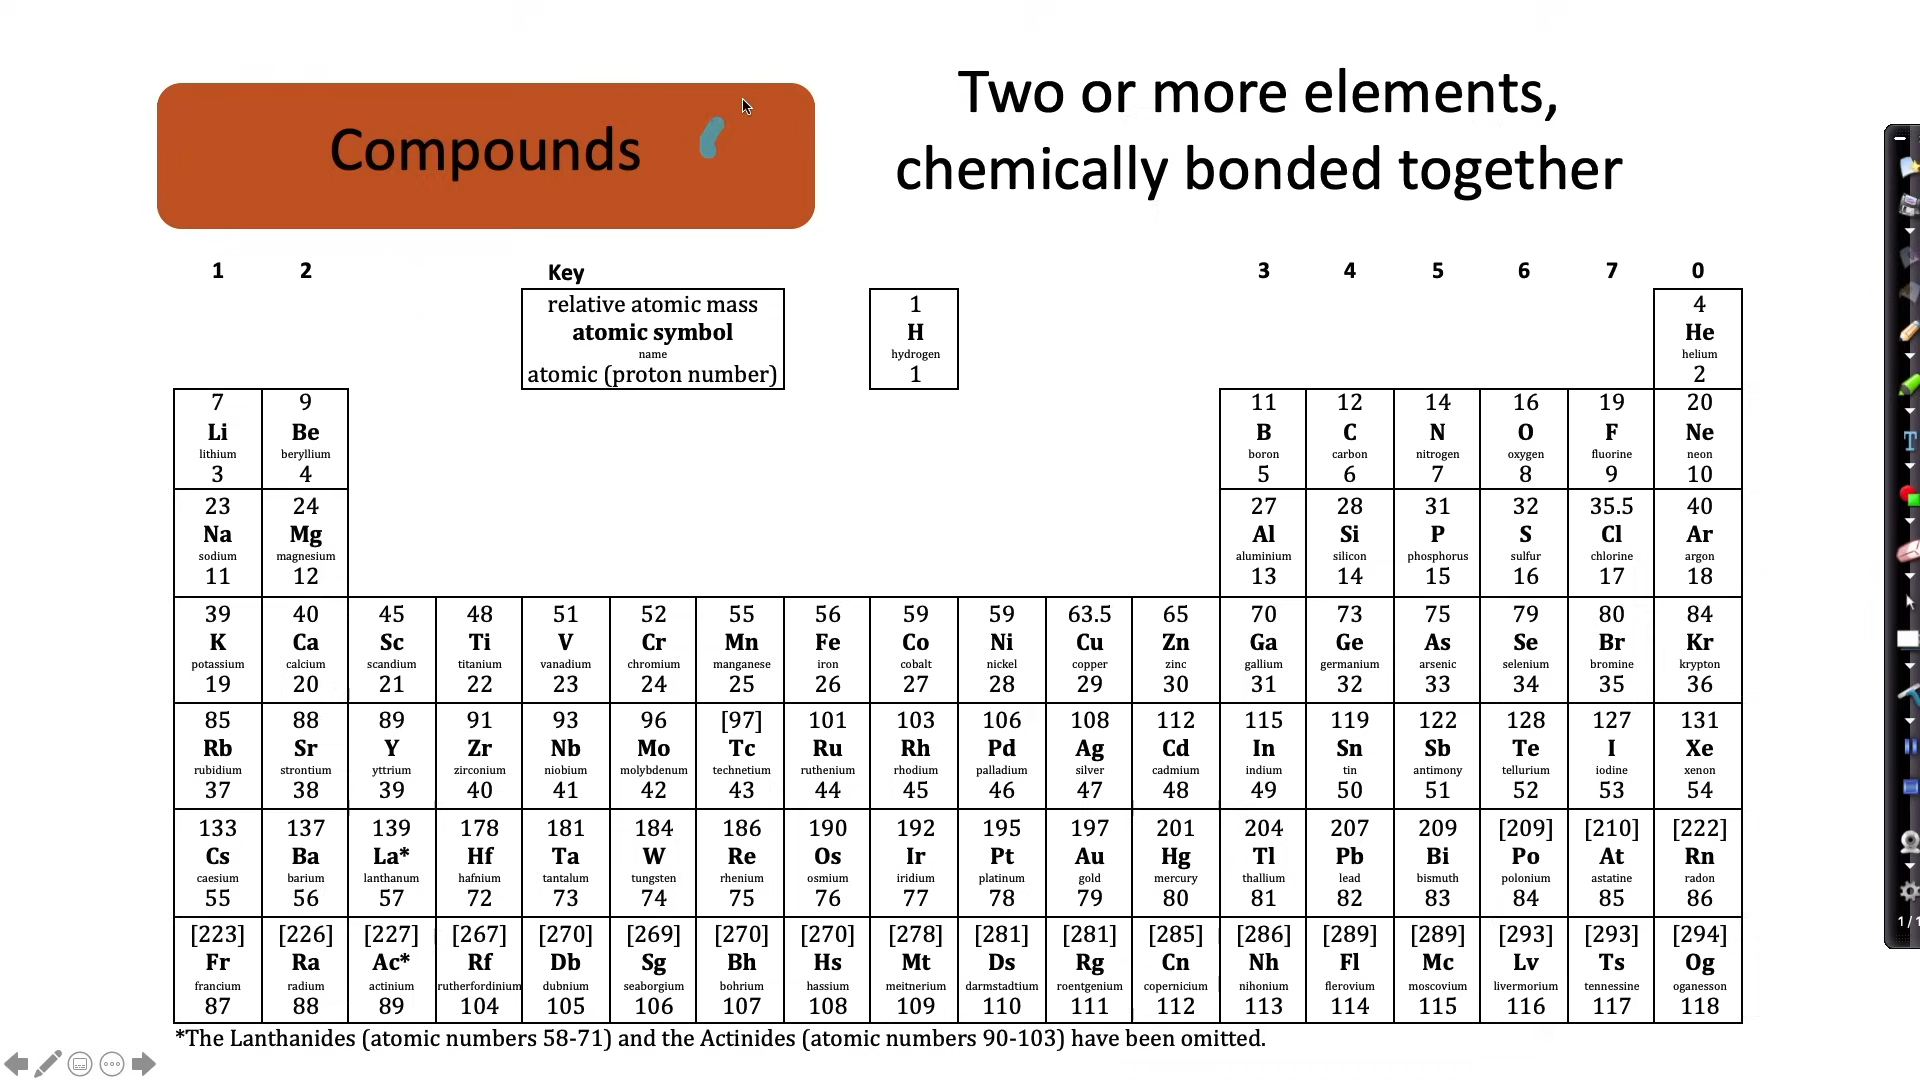 Compounds
Two or more elements,
chemically bonded together
1 2 Key 3 4 5 6 7 0
relative atomic mass 1 4
atomic symbol H He
name hydrogen helium
atomic (proton number) 1 2
7 9 11 12 14 16 19 20
Li Be B C N O F Ne
lithium beryllium boron carbon nitrogen oxygen fluorine neon
3 4 5 6 7 8 9 10
23 24 27 28 31 32 35.5 40
Na Mg Al Si P S Cl Ar
sodium magnesium aluminium silicon phosphorus sulfur chlorine argon
11 12 13 14 15 16 17 18
39 40 45 48 51 52 55 56 59 59 63.5 65 70 73 75 79 80 84
K Ca Sc Ti V Cr Mn Fe Co Ni Cu Zn Ga Ge As Se Br Kr
potassium calcium scandium titanium vanadium chromium manganese iron cobalt nickel copper zinc gallium germanium arsenic selenium bromine krypton
19 20 21 22 23 24 25 26 27 28 29 30 31 32 33 34 35 36
85 88 89 91 93 96 [97] 101 103 106 108 112 115 119 122 128 127 131
Rb Sr Y Zr Nb Mo Tc Ru Rh Pd Ag Cd In Sn Sb Te I Xe
rubidium strontium yttrium zirconium niobium molybdenum technetium ruthenium rhodium palladium silver cadmium indium tin antimony tellurium iodine xenon
37 38 39 40 41 42 43 44 45 46 47 48 49 50 51 52 53 54
133 137 139 178 181 184 186 190 192 195 197 201 204 207 209 [209] [210] [222]
Cs Ba La* Hf Ta W Re Os Ir Pt Au Hg Tl Pb Bi Po At Rn
caesium barium lanthanum hafnium tantalum tungsten rhenium osmium iridium platinum gold mercury thallium lead bismuth polonium astatine radon
55 56 57 72 73 74 75 76 77 78 79 80 81 82 83 84 85 86
[223] [226] [227] [267] [270] [269] [270] [270] [278] [281] [281] [285] [286] [289] [289] [293] [293] [294]
Fr Ra Ac* Rf Db Sg Bh Hs Mt Ds Rg Cn Nh Fl Mc Lv Ts Og
francium radium actinium rutherfordinium dubnium seaborgium bohrium hassium meitnerium darmstadtium roentgenium copernicium nihonium flerovium moscovium livermorium tennessine oganesson
87 88 89 104 105 106 107 108 109 110 111 112 113 114 115 116 117 118
*The Lanthanides (atomic numbers 58-71) and the Actinides (atomic numbers 90-103) have been omitted.